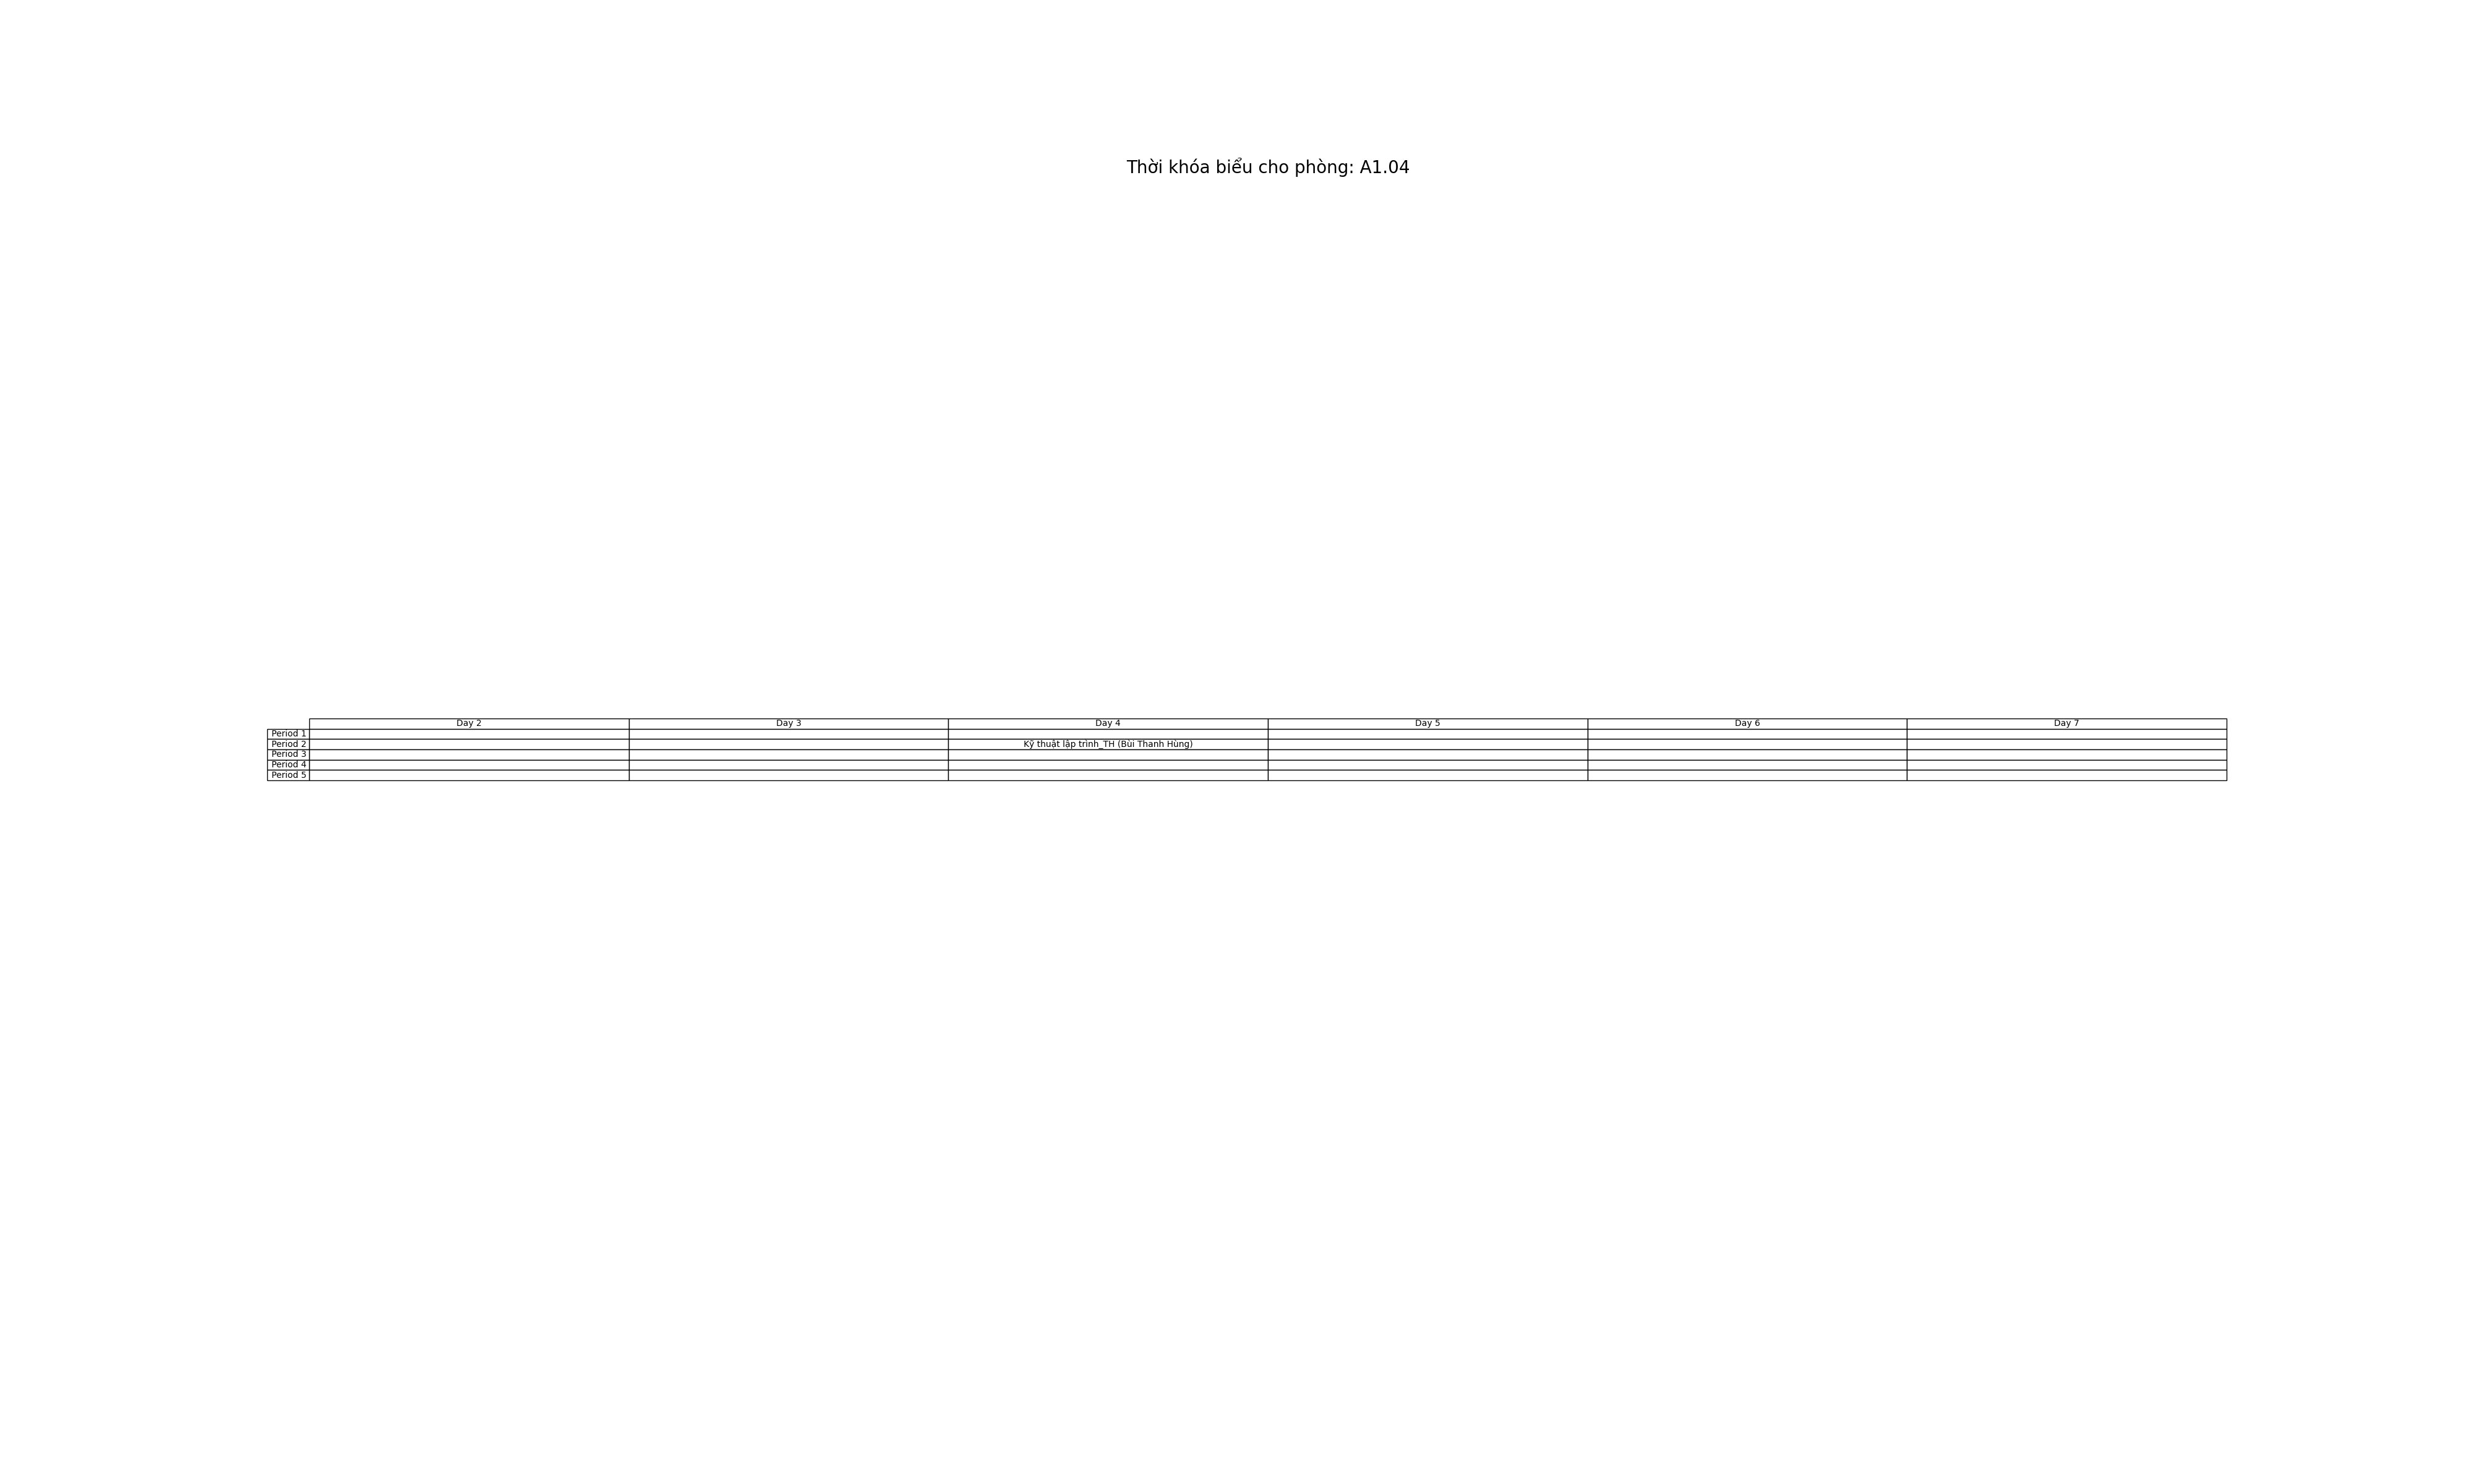 Thời khóa biểu cho phòng: A1.04
Day 2 Day 3 Day 4 Day 5 Day 6 Day 7
Period 1
Period 2 Kỹ thuật lập trình_TH (Bùi Thanh Hùng)
Period 3
Period 4
Period 5